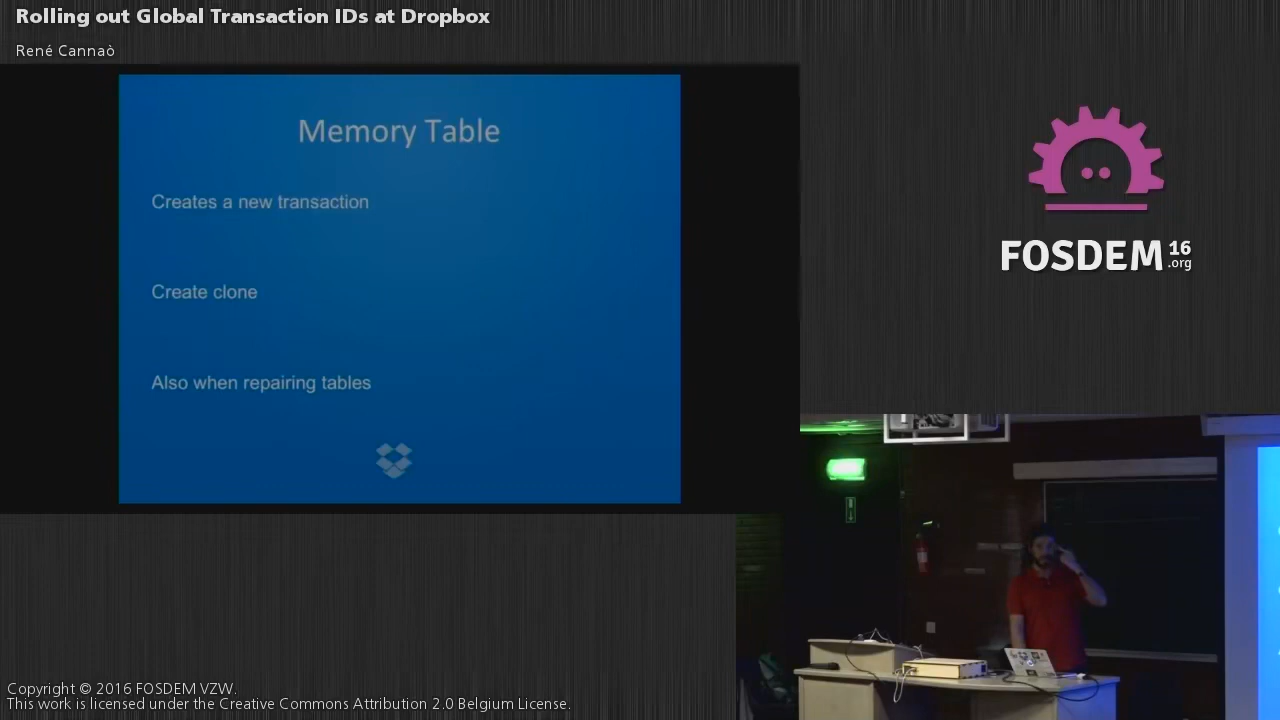 Rolling out Global Transaction IDs at Dropbox
René Cannaò
Memory Table
Creates a new transaction
Create clone
Also when repairing tables
FOSDEM 16 .org
Copyright © 2016 FOSDEM VZW.
This work is licensed under the Creative Commons Attribution 2.0 Belgium License.